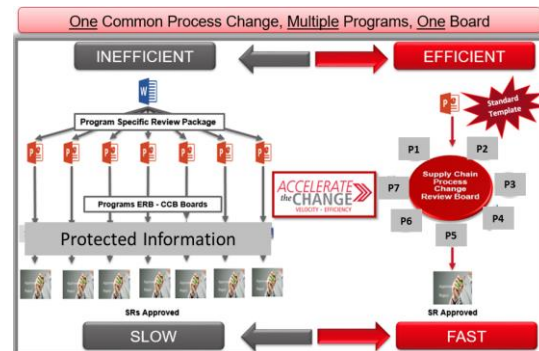 One Common Process Change, Multiple Programs, One Board
INEFFICIENT
EFFICIENT
W
Program Specific Review Package
P
P
P
P
P
P
P
Programs ERB - CCB Boards
Protected Information
SRs Approved
SLOW
ACCELERATE
the CHANGE
VELOCITY - EFFICIENCY
P
Standard
Template
P1
P2
P7
Supply Chain
Process
Change
Review Board
P3
P6
P4
P5
SR Approved
FAST